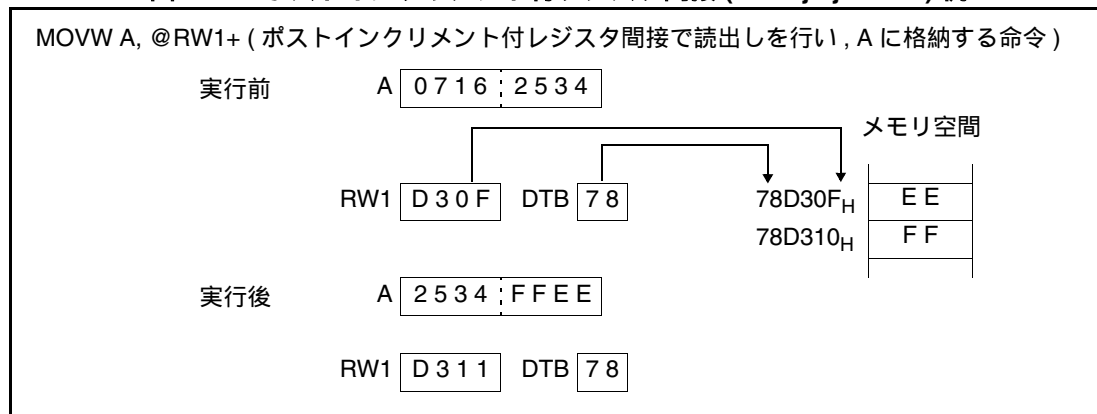 MOVW A, @RW1+ ( ポストインクリメント付レジスタ間接で読出しを行い , A に格納する命令 )
実行前 A 0716 2534
メモリ空間
RW1 D30F DTB 78 78D30FH EE
78D310H FF
実行後 A 2534 FFEE
RW1 D311 DTB 78